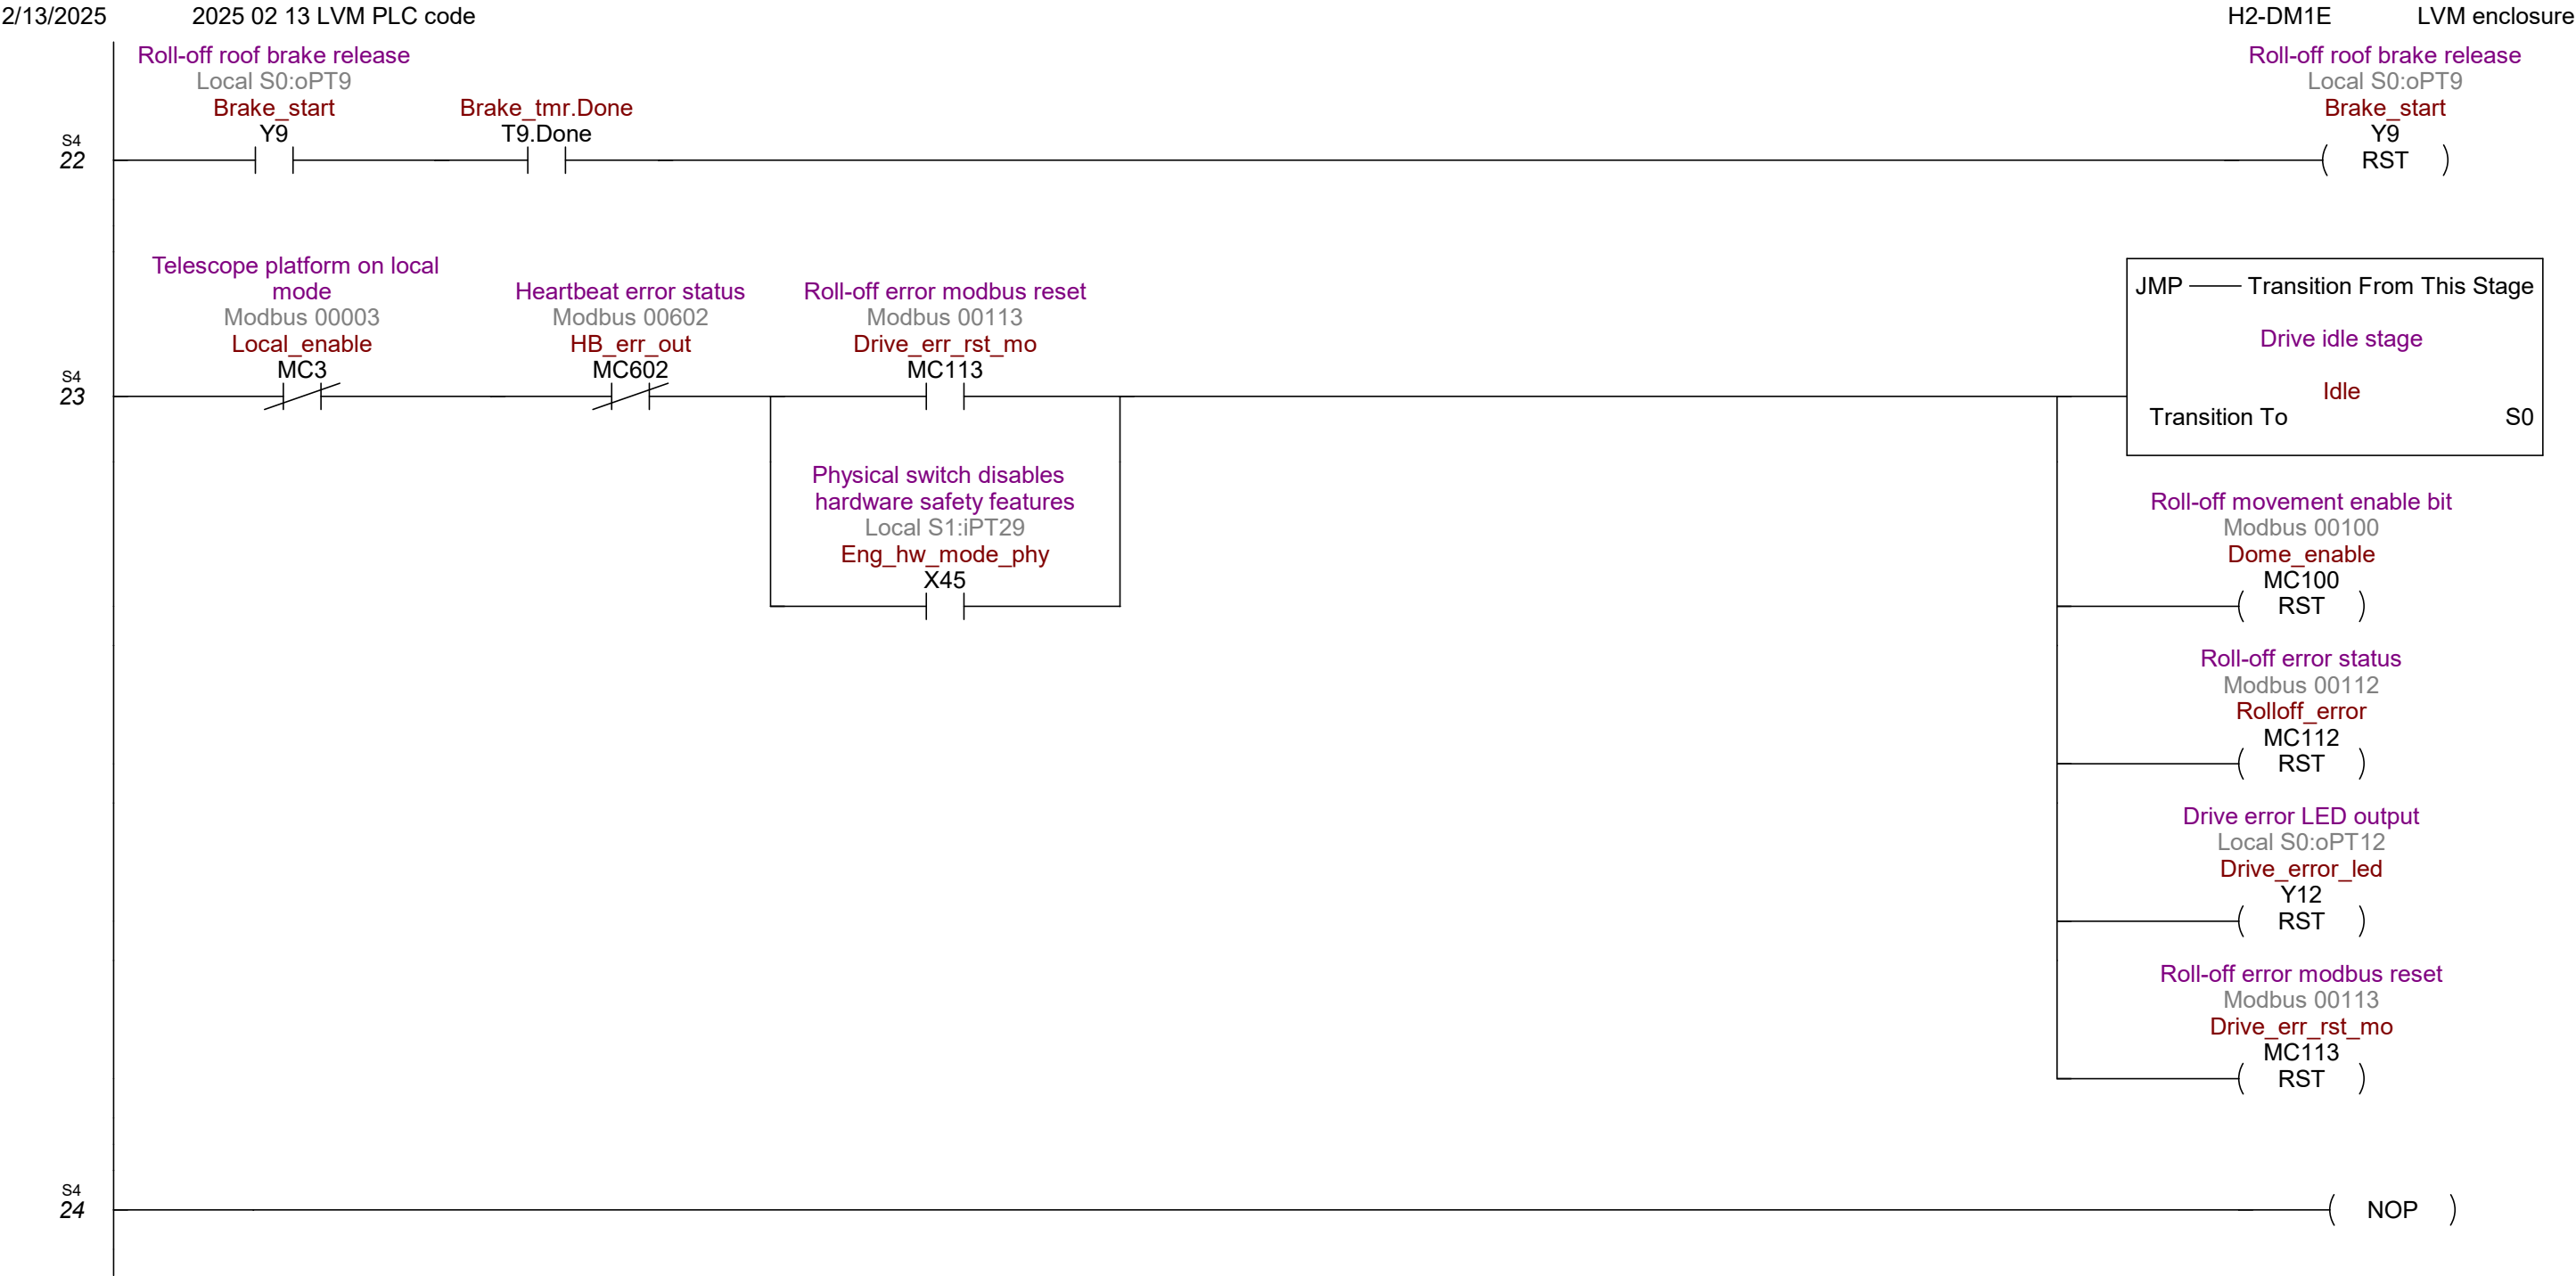 2/13/2025 2025 02 13 LVM PLC code H2-DM1E LVM enclosure
Roll-off roof brake release
Local S0:oPT9
Brake_start
Y9
Brake_tmr.Done
T9.Done
Roll-off roof brake release
Local S0:oPT9
Brake_start
Y9
RST
S4
22
Telescope platform on local
mode
Modbus 00003
Local_enable
MC3
Heartbeat error status
Modbus 00602
HB_err_out
MC602
Roll-off error modbus reset
Modbus 00113
Drive_err_rst_mo
MC113
S4
23
JMP Transition From This Stage
Drive idle stage
Idle
Transition To S0
Physical switch disables
hardware safety features
Local S1:iPT29
Eng_hw_mode_phy
X45
Roll-off movement enable bit
Modbus 00100
Dome_enable
MC100
RST
Roll-off error status
Modbus 00112
Rolloff_error
MC112
RST
Drive error LED output
Local S0:oPT12
Drive_error_led
Y12
RST
Roll-off error modbus reset
Modbus 00113
Drive_err_rst_mo
MC113
RST
S4
24
NOP